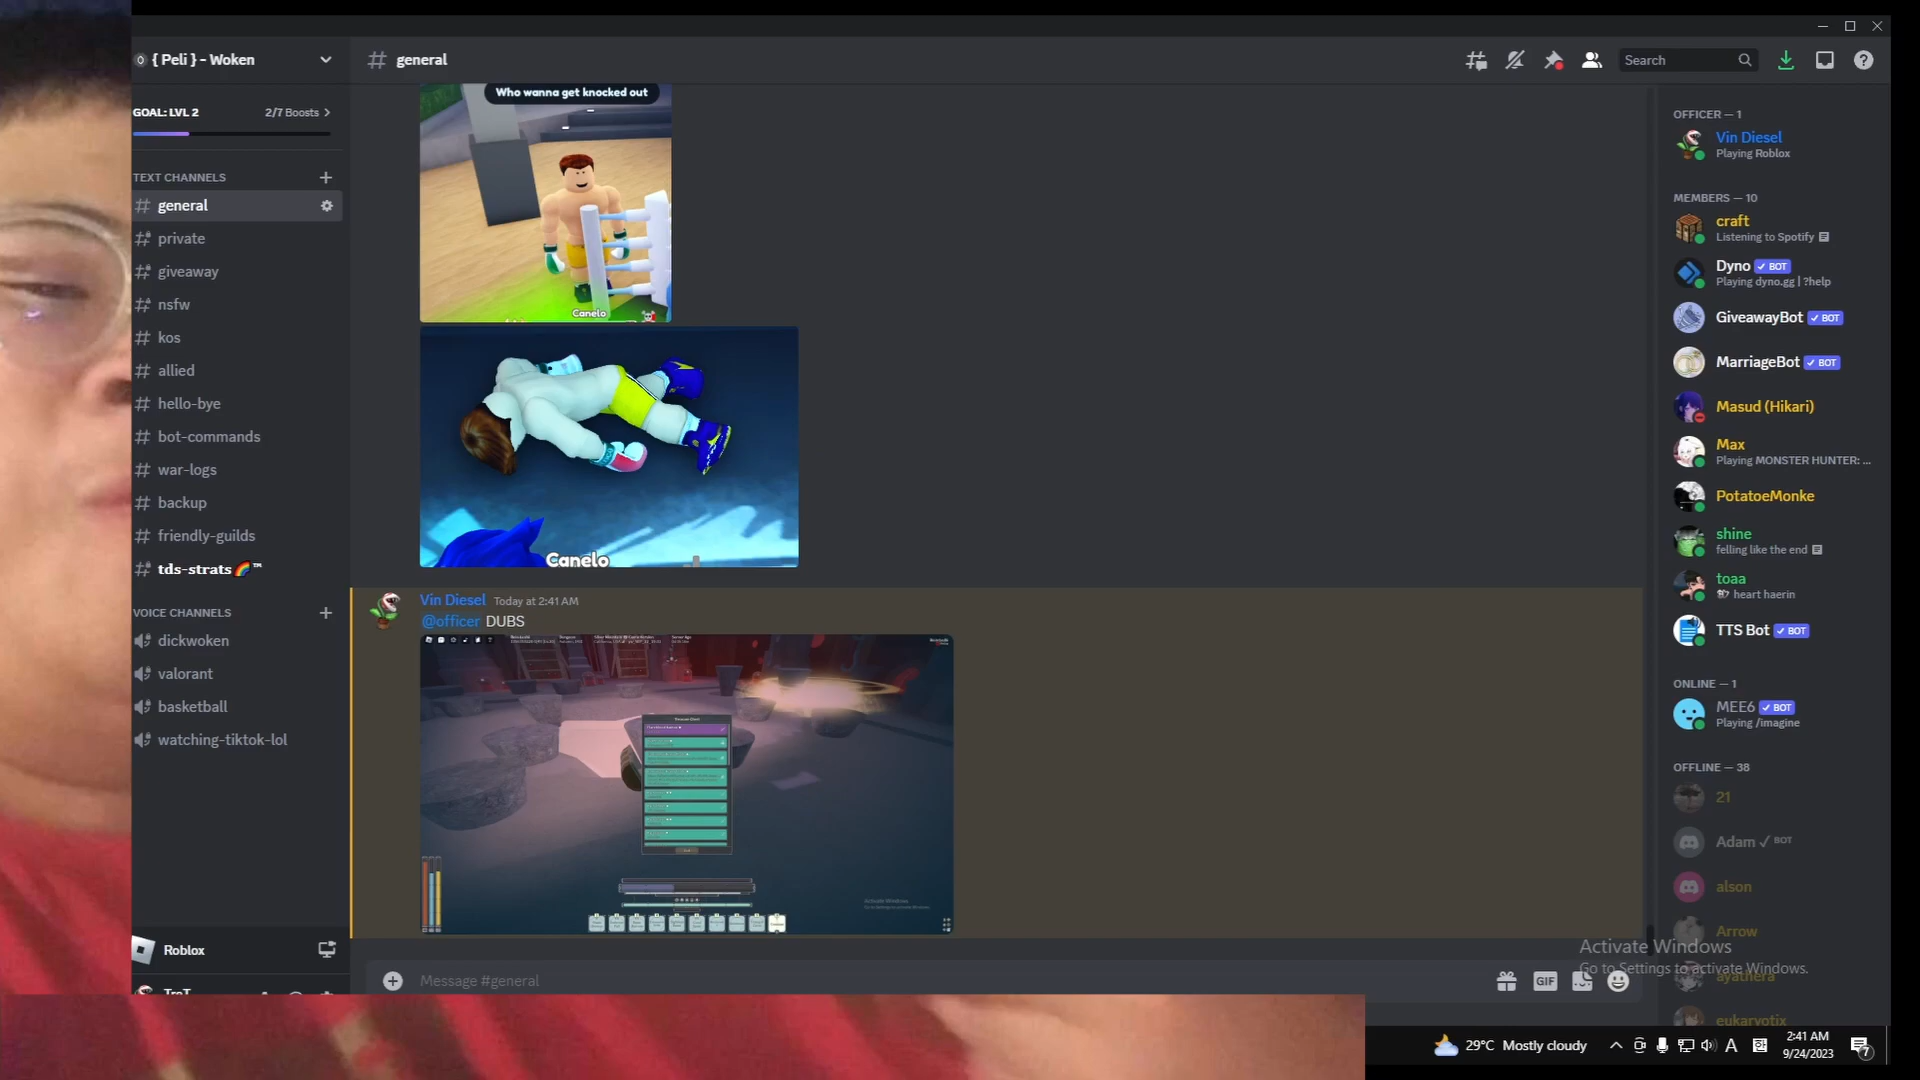 { Peli } - Woken
general
Search
GOAL: LVL 2
2/7 Boosts
TEXT CHANNELS
general
private
giveaway
nsfw
kos
allied
hello-bye
bot-commands
war-logs
backup
friendly-guilds
tds-strats🌈™
VOICE CHANNELS
dickwoken
valorant
basketball
watching-tiktok-lol
Roblox
Who wanna get knocked out
Canelo
Canelo
Vin Diesel Today at 2:41 AM
@officer DUBS
Message #general
GIF
OFFICER — 1
Vin Diesel
Playing Roblox
MEMBERS — 10
craft
Listening to Spotify
Dyno ✓ BOT
Playing dyno.gg | ?help
GiveawayBot ✓ BOT
MarriageBot ✓ BOT
Masud (Hikari)
Max
Playing MONSTER HUNTER: ...
PotatoeMonke
shine
felling like the end
toaa
heart haerin
TTS Bot ✓ BOT
ONLINE — 1
MEE6 ✓ BOT
Playing /imagine
OFFLINE — 38
21
Adam ✓ BOT
alson
Arrow
Activate Windows
Go to Settings to activate Windows.
ayathera
eukaryotix
29°C Mostly cloudy
A
한
2:41 AM
9/24/2023
7